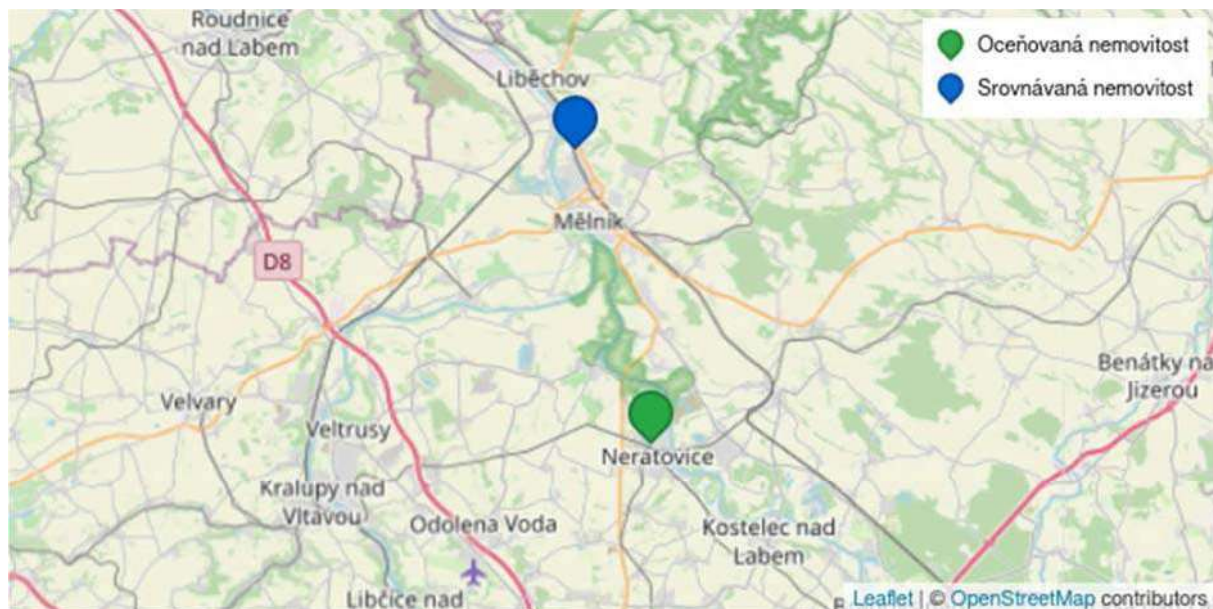 Roudnice
nad Labem
Liběchov
Oceňovaná nemovitost
Srovnávaná nemovitost
Mělník
D8
Benátky na
Jizerou
Velvary
Veltrusy
Neratovice
Kralupy nad
Vltavou
Odolena Voda
Kostelec nad
Labem
Libčice nad
Leaflet | © OpenStreetMap contributors